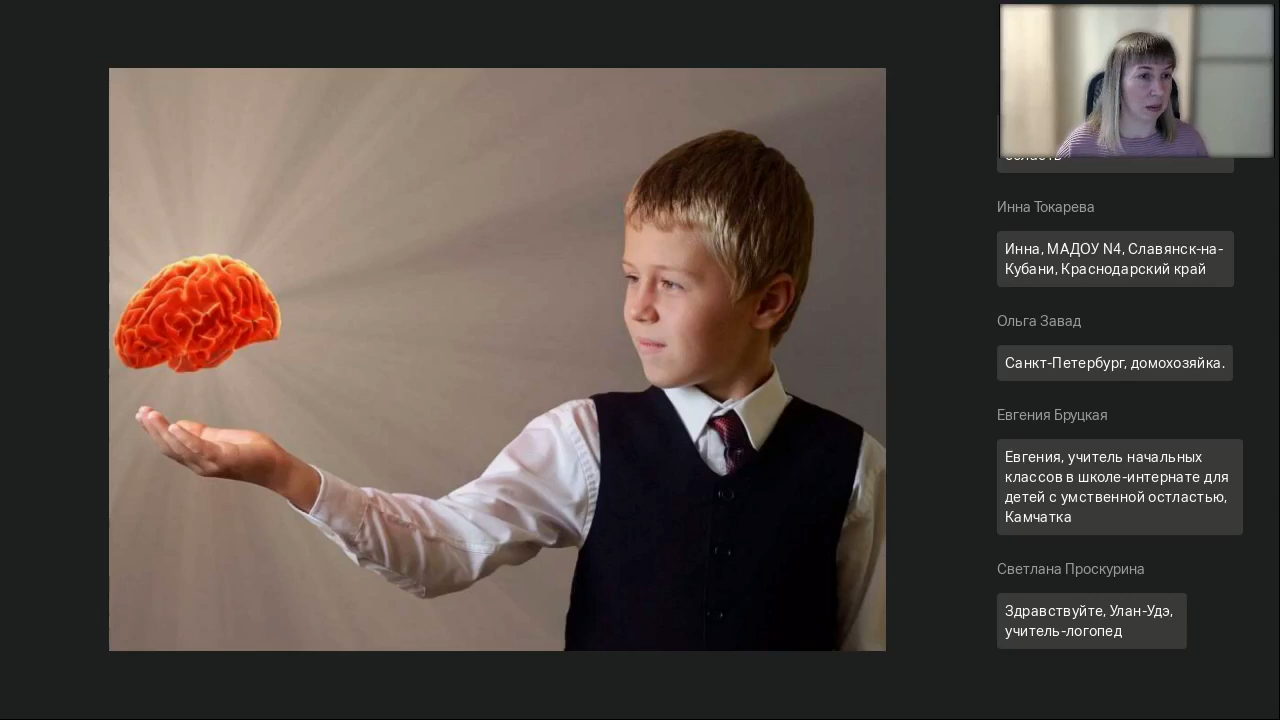 область
Инна Токарева
Инна, МАДОУ N4, Славянск-на-
Кубани, Краснодарский край
Ольга Завад
Санкт-Петербург, домохозяйка.
Евгения Бруцкая
Евгения, учитель начальных
классов в школе-интернате для
детей с умственной остластью,
Камчатка
Светлана Проскурина
Здравствуйте, Улан-Удэ,
учитель-логопед